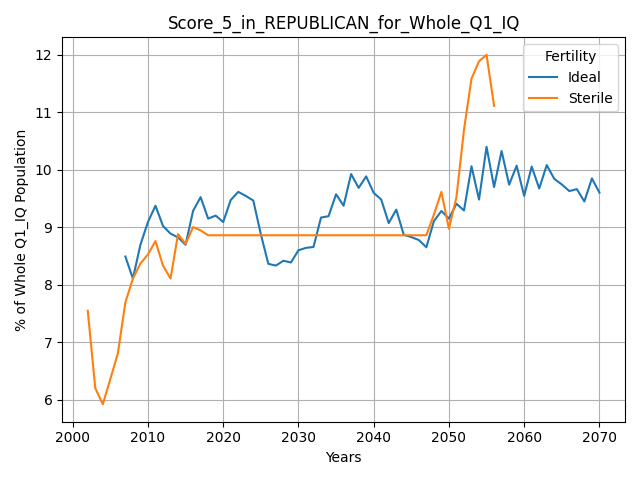 Score_5_in_REPUBLICAN_for_Whole_Q1_IQ
% of Whole Q1_IQ Population
12
11
10
9
8
7
6
Fertility
Ideal
Sterile
2000 2010 2020 2030 2040 2050 2060 2070
Years